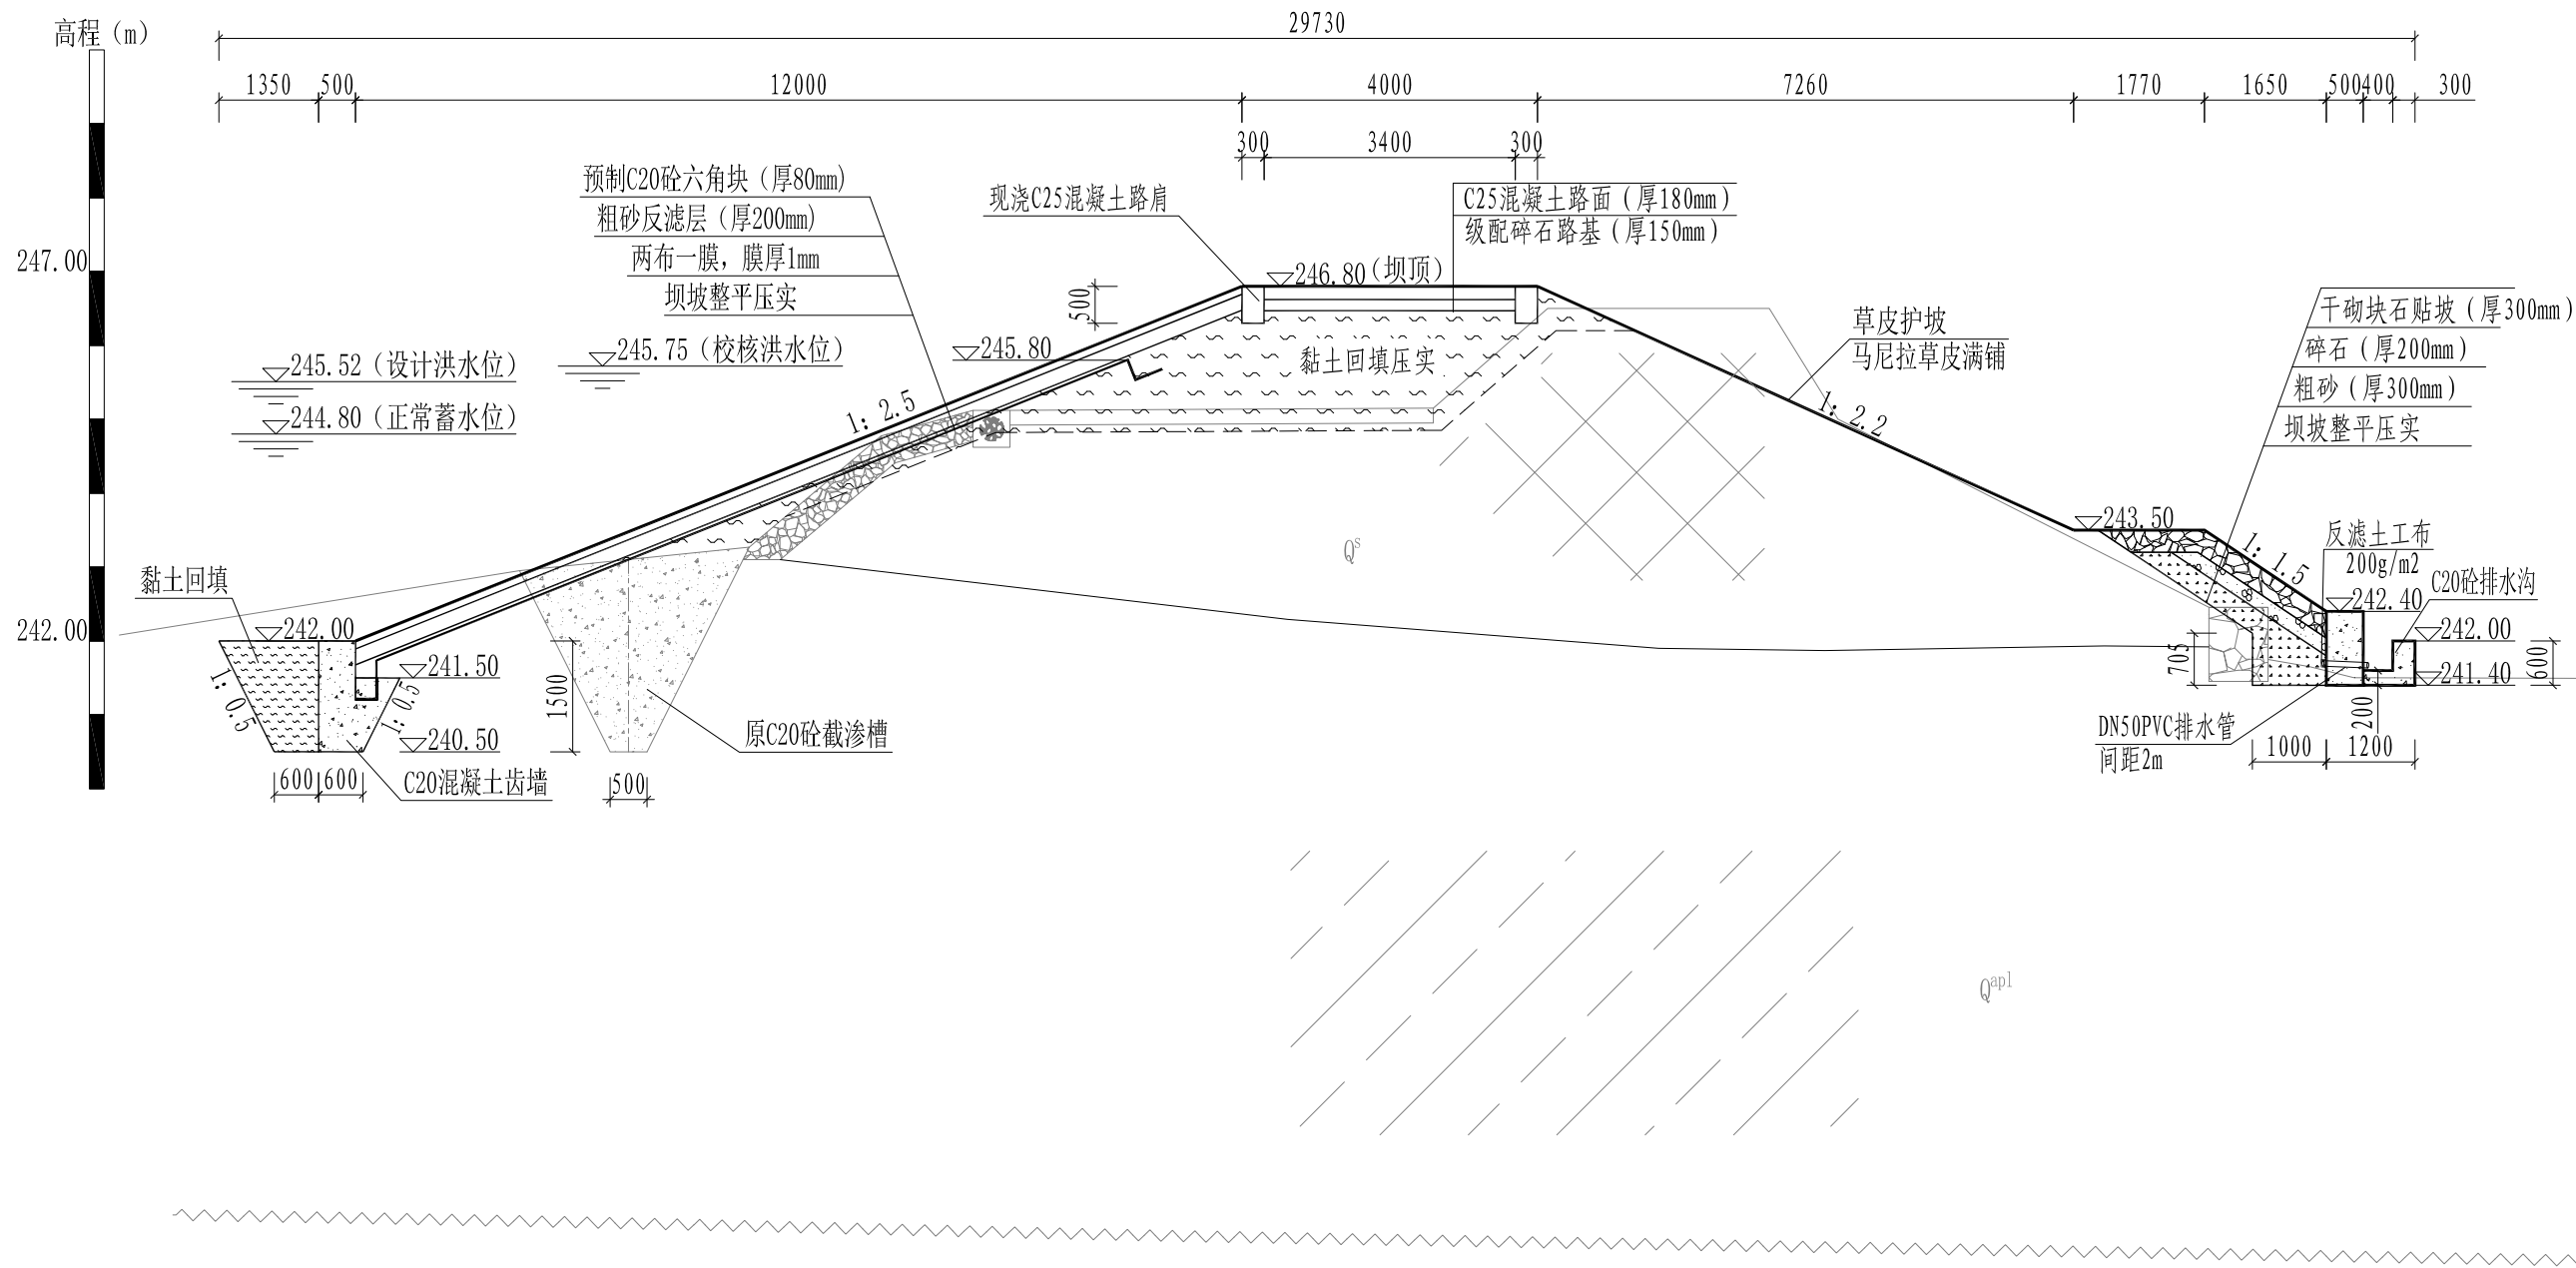 高程（m）
29730
1350
500
12000
4000
7260
1770
1650
500
400
300
300
3400
300
预制C20砼六角块（厚80mm）
粗砂反滤层（厚200mm）
两布一膜，膜厚1mm
坝坡整平压实
现浇C25混凝土路肩
C25混凝土路面（厚180mm）
级配碎石路基（厚150mm）
247.00
246.80(坝顶)
500
干砌块石贴坡（厚300mm）
碎石（厚200mm）
粗砂（厚300mm）
坝坡整平压实
草皮护坡
马尼拉草皮满铺
245.52（设计洪水位）
245.75（校核洪水位）
245.80
黏土回填压实
244.80（正常蓄水位）
1: 2.5
1: 2.2
243.50
1: 1.5
反滤土工布
200g/m2
C20砼排水沟
Qs
黏土回填
242.00
242.00
242.40
242.00
241.50
241.40
705
600
200
1: 0.5
1: 0.5
1500
240.50
原C20砼截渗槽
DN50PVC排水管
间距2m
1000
1200
600
600
C20混凝土齿墙
500
Qapl